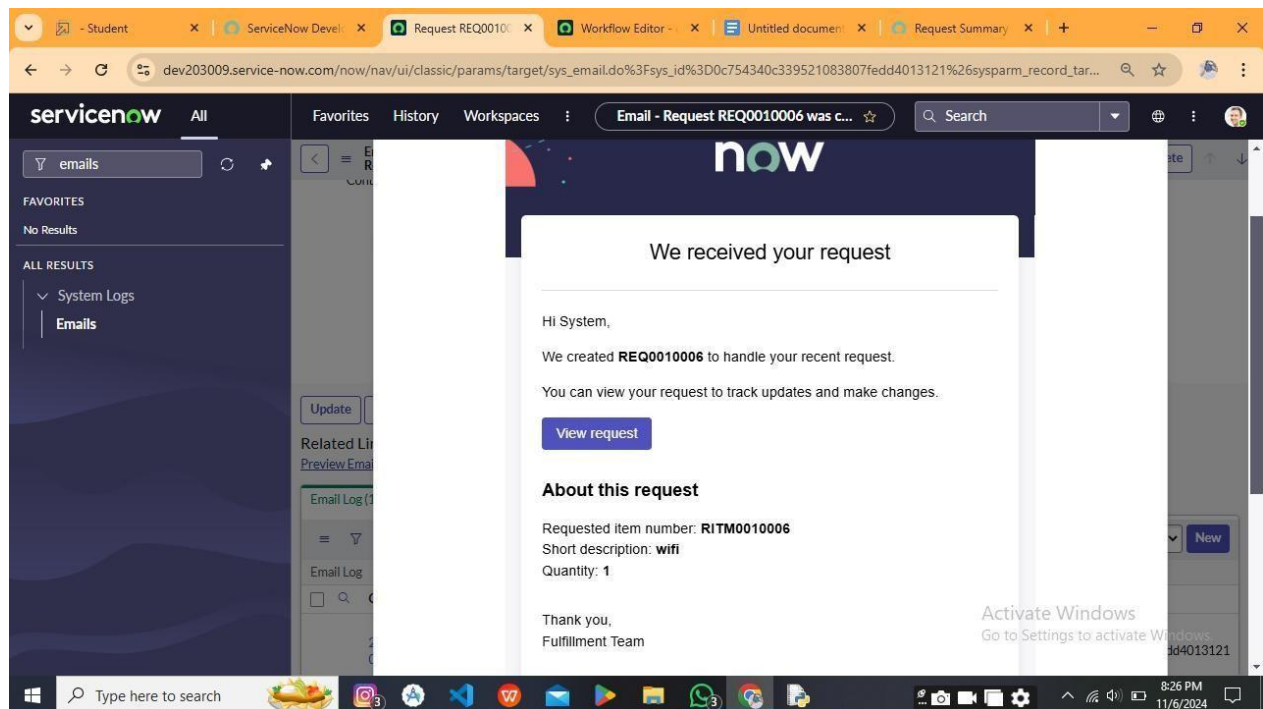 - Student
ServiceNow Devel
Request REQ00100
Workflow Editor -
Untitled document
Request Summary
dev203009.service-now.com/now/nav/ui/classic/params/target/sys_email.do%3Fsys_id%3D0c754340c339521083807fedd4013121%26sysparm_record_tar...
servicenow
All
Favorites
History
Workspaces
Email - Request REQ0010006 was c...
Search
emails
FAVORITES
No Results
ALL RESULTS
System Logs
Emails
now
We received your request
Hi System,
We created REQ0010006 to handle your recent request.
You can view your request to track updates and make changes.
View request
About this request
Requested item number: RITM0010006
Short description: wifi
Quantity: 1
Thank you,
Fulfillment Team
Update
Related Li
Preview Emai
Email Log (1
Email Log
New
dd4013121
Activate Windows
Go to Settings to activate Windows.
Type here to search
3
3
8:26 PM
11/6/2024